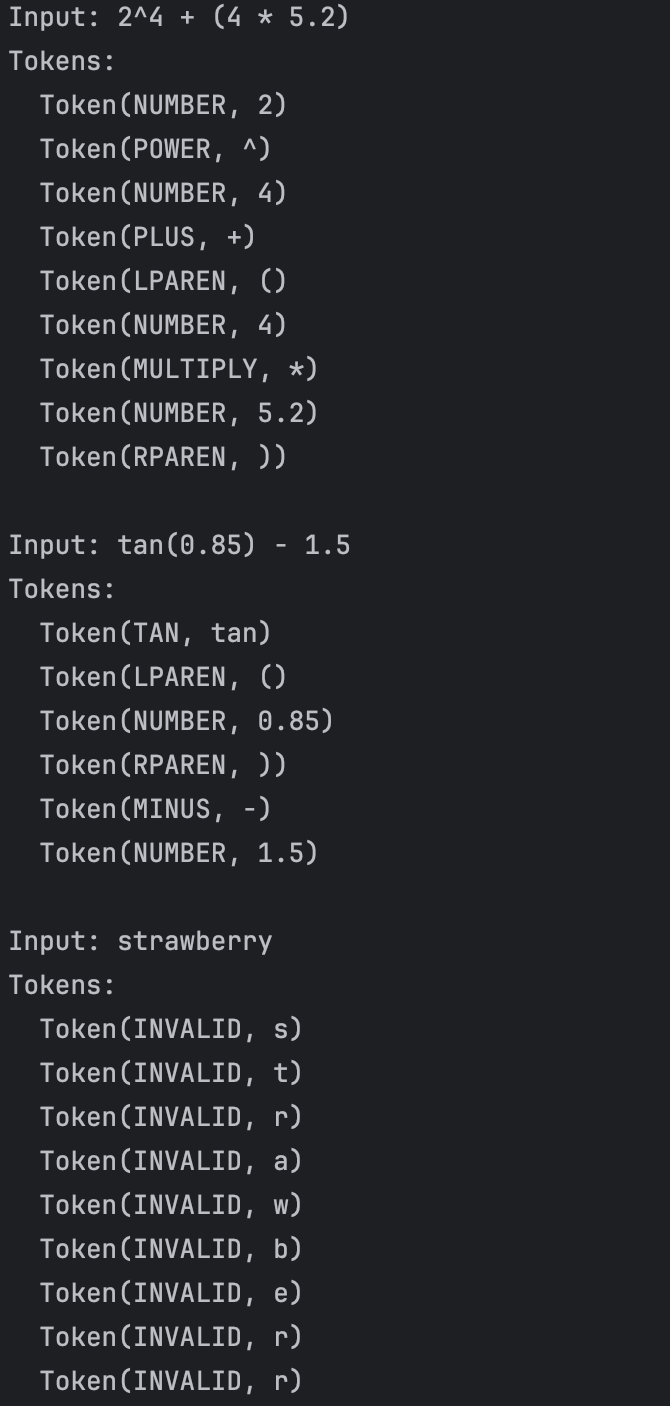 Input: 2^4 + (4 * 5.2)
Tokens:
Token(NUMBER, 2)
Token(POWER, ^)
Token(NUMBER, 4)
Token(PLUS, +)
Token(LPAREN, ()
Token(NUMBER, 4)
Token(MULTIPLY, *)
Token(NUMBER, 5.2)
Token(RPAREN, ))
Input: tan(0.85) - 1.5
Tokens:
Token(TAN, tan)
Token(LPAREN, ()
Token(NUMBER, 0.85)
Token(RPAREN, ))
Token(MINUS, -)
Token(NUMBER, 1.5)
Input: strawberry
Tokens:
Token(INVALID, s)
Token(INVALID, t)
Token(INVALID, r)
Token(INVALID, a)
Token(INVALID, w)
Token(INVALID, b)
Token(INVALID, e)
Token(INVALID, r)
Token(INVALID, r)